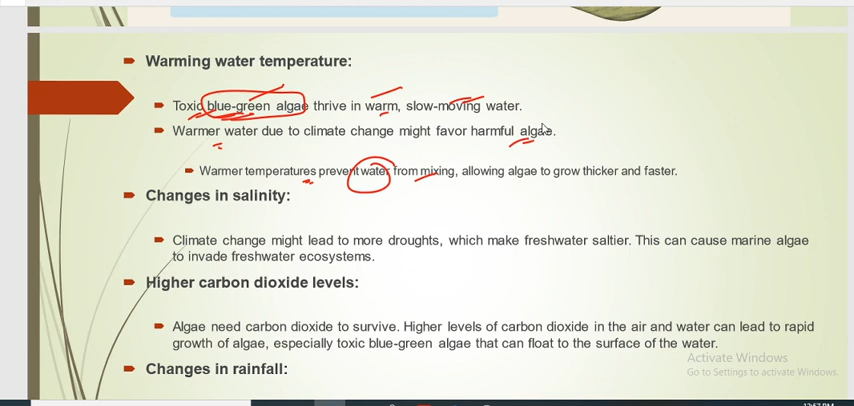 Warming water temperature:
Toxic blue-green algae thrive in warm, slow-moving water.
Warmer water due to climate change might favor harmful algae.
Warmer temperatures prevent water from mixing, allowing algae to grow thicker and faster.
Changes in salinity:
Climate change might lead to more droughts, which make freshwater saltier. This can cause marine algae
to invade freshwater ecosystems.
Higher carbon dioxide levels:
Algae need carbon dioxide to survive. Higher levels of carbon dioxide in the air and water can lead to rapid
growth of algae, especially toxic blue-green algae that can float to the surface of the water.
Activate Windows
Go to Settings to activate Windows.
Changes in rainfall: